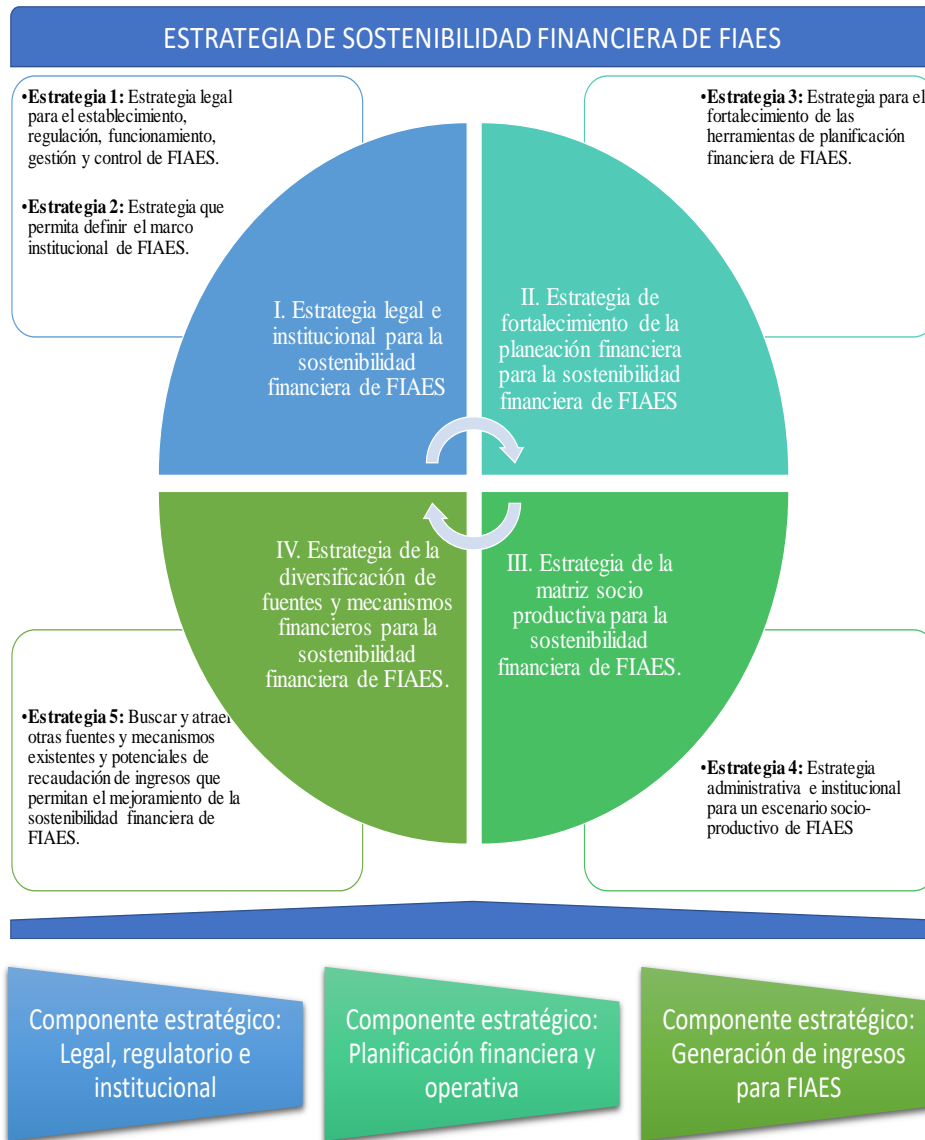 ESTRATEGIA DE SOSTENIBILIDAD FINANCIERA DE FIAES
•Estrategia 1: Estrategia legal
para el establecimiento,
regulación, funcionamiento,
gestión y control de FIAES.
•Estrategia 2: Estrategia que
permita definir el marco
institucional de FIAES.
•Estrategia 3: Estrategia para el
fortalecimiento de las
herramientas de planificación
financiera de FIAES.
I. Estrategia legal e
institucional para la
sostenibilidad
financiera de FIAES
II. Estrategia de
fortalecimiento de la
planeación financiera
para la sostenibilidad
financiera de FIAES
IV. Estrategia de la
diversificación de
fuentes y mecanismos
financieros para la
sostenibilidad
financiera de FIAES.
III. Estrategia de la
matriz socio
productiva para la
sostenibilidad
financiera de FIAES.
•Estrategia 5: Buscar y atraer
otras fuentes y mecanismos
existentes y potenciales de
recaudación de ingresos que
permitan el mejoramiento de la
sostenibilidad financiera de
FIAES.
•Estrategia 4: Estrategia
administrativa e institucional
para un escenario socio-
productivo de FIAES
Componente estratégico:
Legal, regulatorio e
institucional
Componente estratégico:
Planificación financiera y
operativa
Componente estratégico:
Generación de ingresos
para FIAES